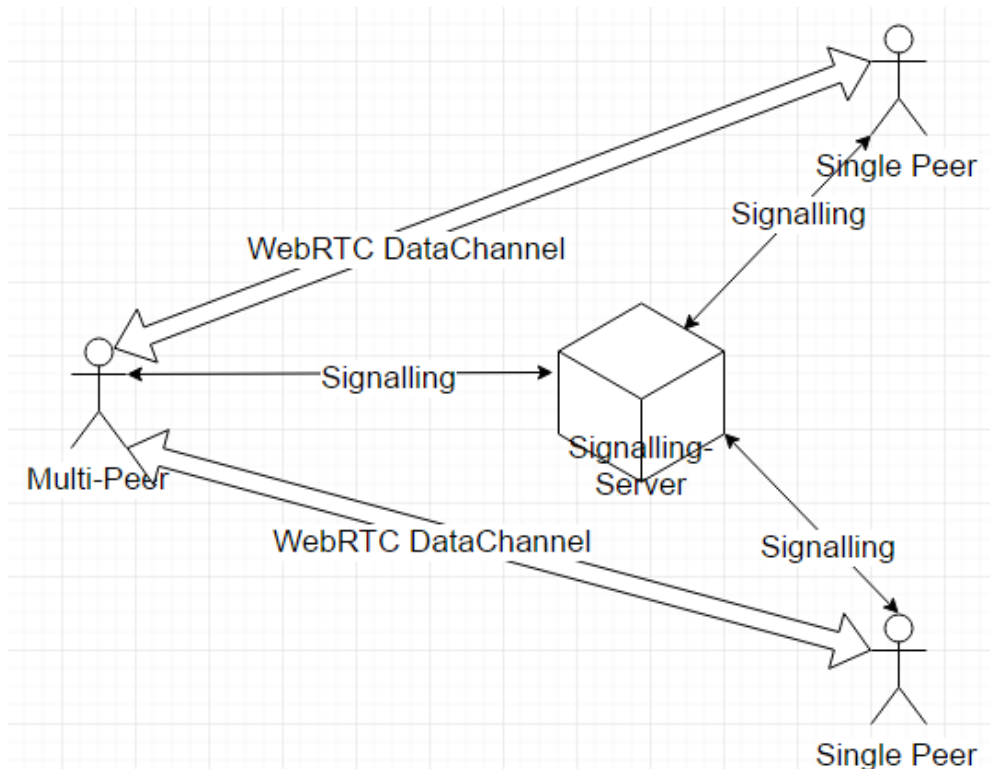 Single Peer
Signalling
WebRTC DataChannel
Signalling
Signalling-
Server
Multi-Peer
WebRTC DataChannel
Signalling
Single Peer